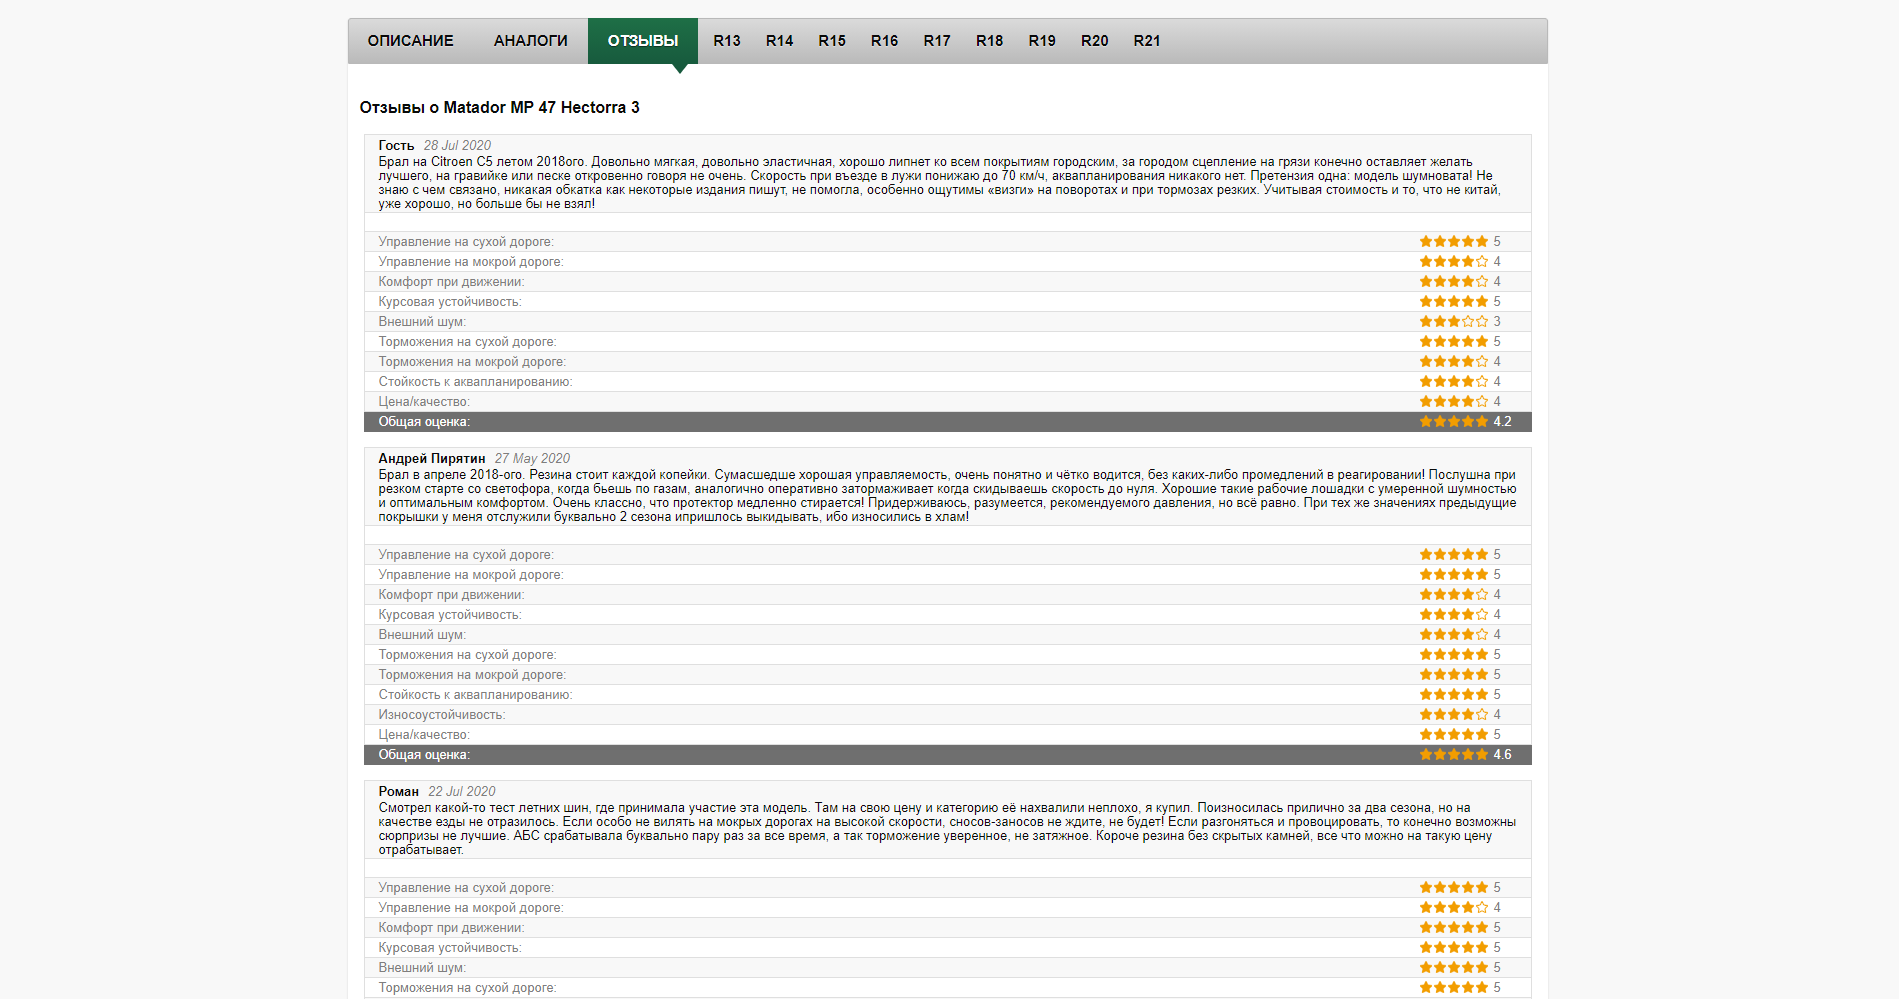 ОПИСАНИЕ АНАЛОГИ ОТЗЫВЫ R13 R14 R15 R16 R17 R18 R19 R20 R21
Отзывы о Matador MP 47 Hectorra 3
Гость 28 Jul 2020
Брал на Citroen C5 летом 2018ого. Довольно мягкая, довольно эластичная, хорошо липнет ко всем покрытиям городским, за городом сцепление на грязи конечно оставляет желать
лучшего, на гравийке или песке откровенно говоря не очень. Скорость при въезде в лужи понижаю до 70 км/ч, аквапланирования никакого нет. Претензия одна: модель шумновата! Не
знаю с чем связано, никакая обкатка как некоторые издания пишут, не помогла, особенно ощутимы «визги» на поворотах и при тормозах резких. Учитывая стоимость и то, что не китай,
уже хорошо, но больше бы не взял!
Управление на сухой дороге: 5
Управление на мокрой дороге: 4
Комфорт при движении: 4
Курсовая устойчивость: 5
Внешний шум: 3
Торможения на сухой дороге: 5
Торможения на мокрой дороге: 4
Стойкость к аквапланированию: 4
Цена/качество: 4
Общая оценка: 4.2
Андрей Пирятин 27 May 2020
Брал в апреле 2018-ого. Резина стоит каждой копейки. Сумасшедше хорошая управляемость, очень понятно и чётко водится, без каких-либо промедлений в реагировании! Послушна при
резком старте со светофора, когда бьешь по газам, аналогично оперативно затормаживает когда скидываешь скорость до нуля. Хорошие такие рабочие лошадки с умеренной шумностью
и оптимальным комфортом. Очень классно, что протектор медленно стирается! Придерживаюсь, разумеется, рекомендуемого давления, но всё равно. При тех же значениях предыдущие
покрышки у меня отслужили буквально 2 сезона ипришлось выкидывать, ибо износились в хлам!
Управление на сухой дороге: 5
Управление на мокрой дороге: 5
Комфорт при движении: 4
Курсовая устойчивость: 4
Внешний шум: 4
Торможения на сухой дороге: 5
Торможения на мокрой дороге: 5
Стойкость к аквапланированию: 5
Износоустойчивость: 4
Цена/качество: 5
Общая оценка: 4.6
Роман 22 Jul 2020
Смотрел какой-то тест летних шин, где принимала участие эта модель. Там на свою цену и категорию её нахвалили неплохо, я купил. Поизносилась прилично за два сезона, но на
качестве езды не отразилось. Если особо не вилять на мокрых дорогах на высокой скорости, сносов-заносов не ждите, не будет! Если разгоняться и провоцировать, то конечно возможны
сюрпризы не лучшие. АБС срабатывала буквально пару раз за все время, а так торможение уверенное, не затяжное. Короче резина без скрытых камней, все что можно на такую цену
отрабатывает.
Управление на сухой дороге: 5
Управление на мокрой дороге: 4
Комфорт при движении: 5
Курсовая устойчивость: 5
Внешний шум: 5
Торможения на сухой дороге: 5